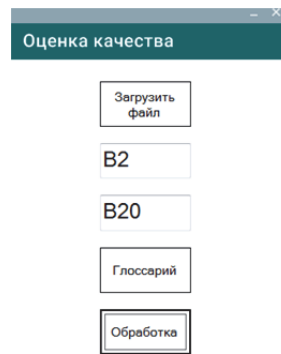 Оценка качества
Загрузить
файл
B2
B20
Глоссарий
Обработка